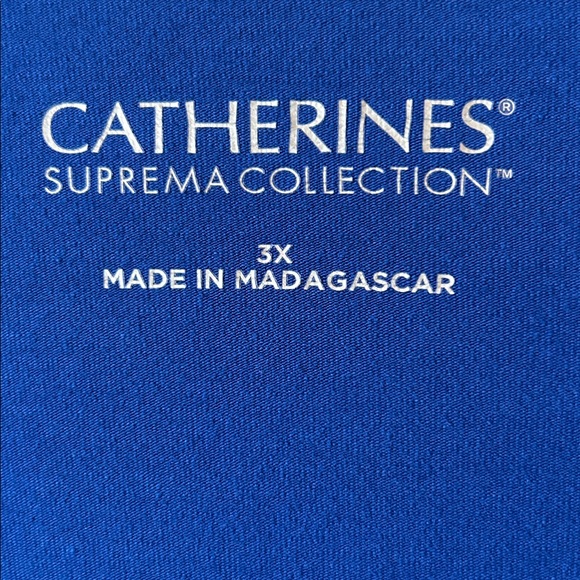 CATHERINES®
SUPREMA COLLECTION™
3X
MADE IN MADAGASCAR